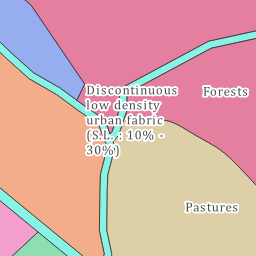 Discontinuous
low density
urban fabric
(S.L. : 10% -
30%)
Forests
Pastures